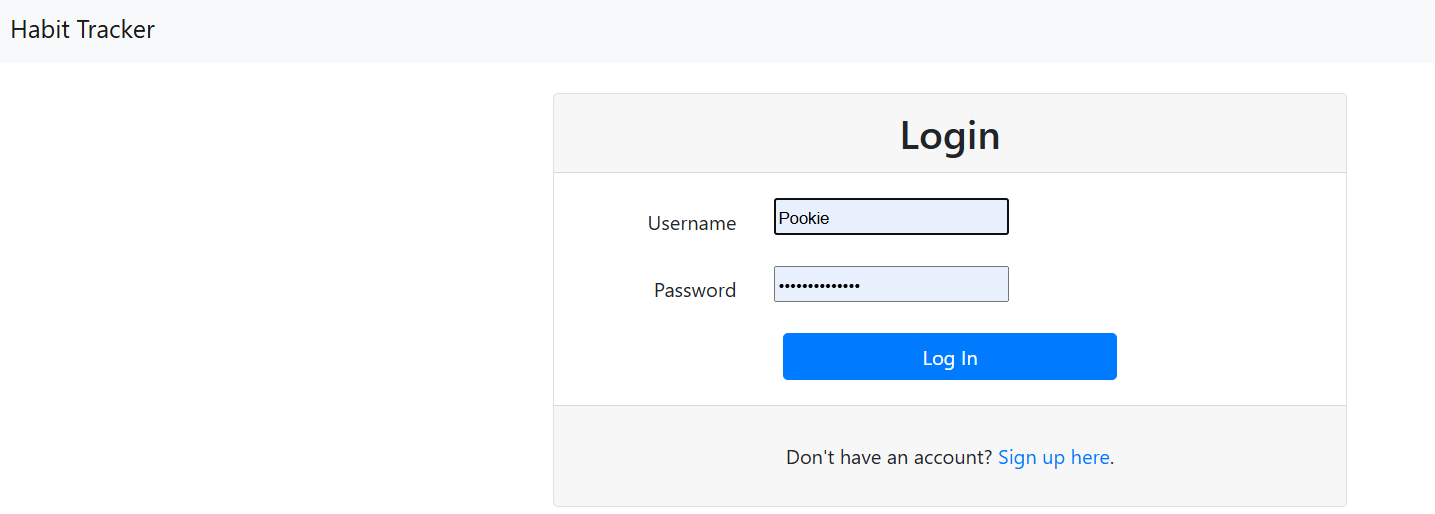 Habit Tracker
Login
Username
Pookie
Password
••••••••••••••
Log In
Don't have an account? Sign up here.